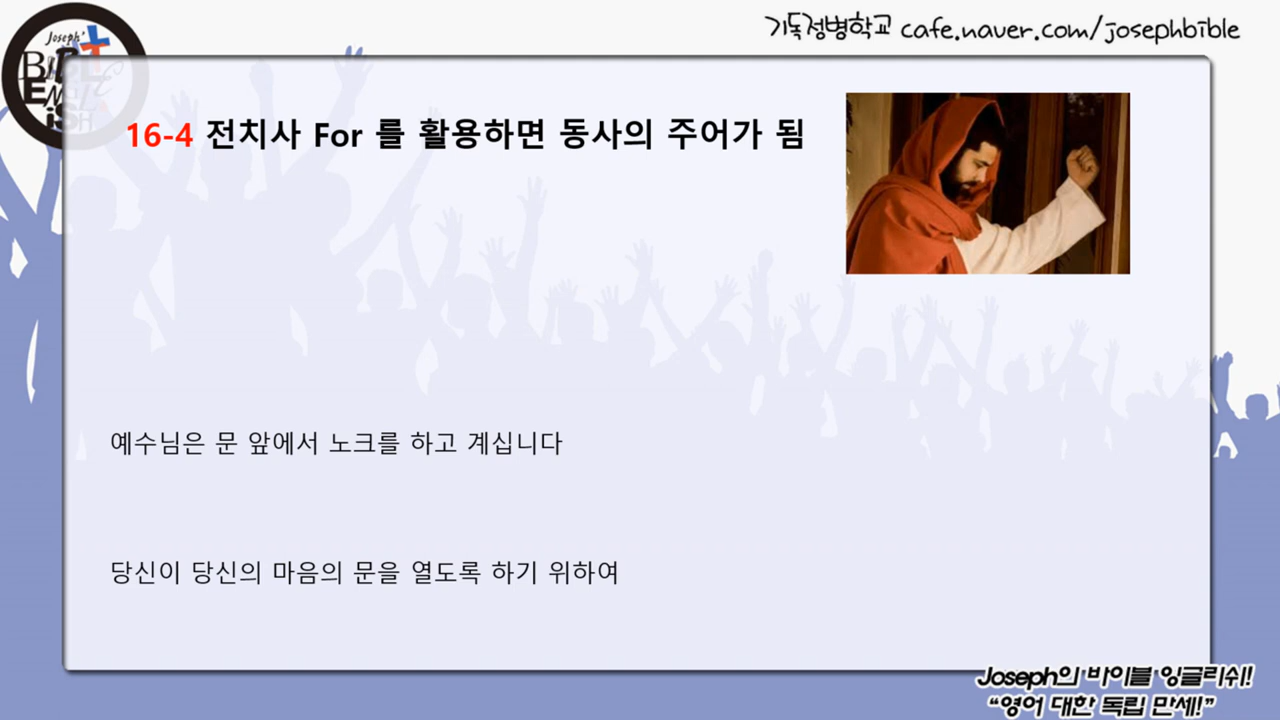 Joseph'
BIBLE
ENGLISH
기독정병학교 cafe.naver.com/josephbible
16-4 전치사 For 를 활용하면 동사의 주어가 됨
예수님은 문 앞에서 노크를 하고 계십니다
당신이 당신의 마음의 문을 열도록 하기 위하여
Joseph의 바이블 잉글리쉬!
“영어 대한 독립 만세!”